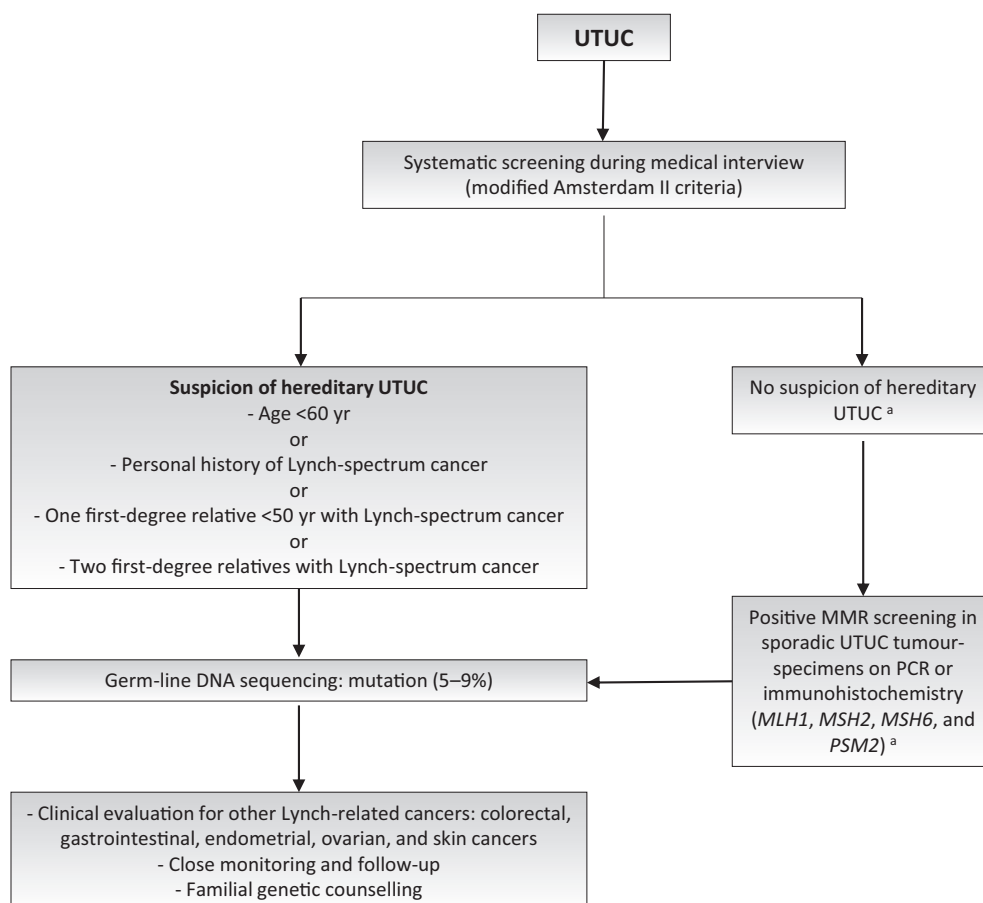 UTUC
Systematic screening during medical interview
(modified Amsterdam II criteria)
Suspicion of hereditary UTUC
- Age <60 yr
or
- Personal history of Lynch-spectrum cancer
or
- One first-degree relative <50 yr with Lynch-spectrum cancer
or
- Two first-degree relatives with Lynch-spectrum cancer
No suspicion of hereditary
UTUC a
Positive MMR screening in
sporadic UTUC tumour-
specimens on PCR or
immunohistochemistry
(MLH1, MSH2, MSH6, and
PSM2) a
Germ-line DNA sequencing: mutation (5–9%)
- Clinical evaluation for other Lynch-related cancers: colorectal,
gastrointestinal, endometrial, ovarian, and skin cancers
- Close monitoring and follow-up
- Familial genetic counselling